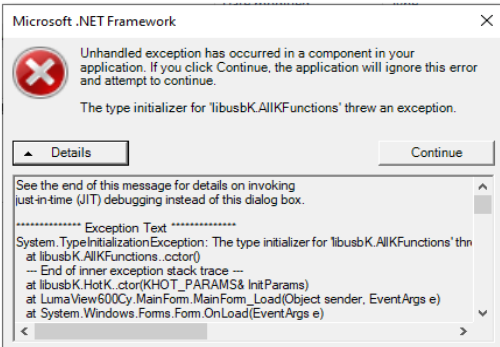 Microsoft .NET Framework
Unhandled exception has occurred in a component in your
application. If you click Continue, the application will ignore this error
and attempt to continue.
The type initializer for 'libusbK.AllKFunctions' threw an exception.
Details
Continue
See the end of this message for details on invoking
just-in-time (JIT) debugging instead of this dialog box.
************** Exception Text **************
System.TypeInitializationException: The type initializer for 'libusbK.AllKFunctions' thr
at libusbK.AllKFunctions..cctor()
--- End of inner exception stack trace ---
at libusbK.HotK..ctor(KHOT_PARAMS& InitParams)
at LumaView600Cy.MainForm.MainForm_Load(Object sender, EventArgs e)
at System.Windows.Forms.Form.OnLoad(EventArgs e)